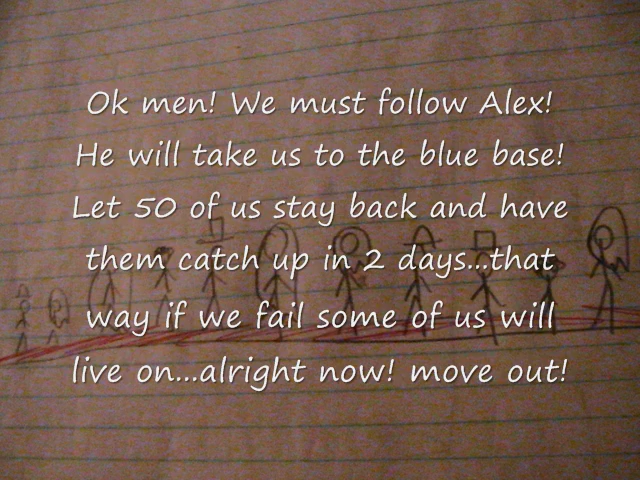 Ok men! We must follow Alex!
He will take us to the blue base!
Let 50 of us stay back and have
them catch up in 2 days...that
way if we fail some of us will
live on...alright now! move out!